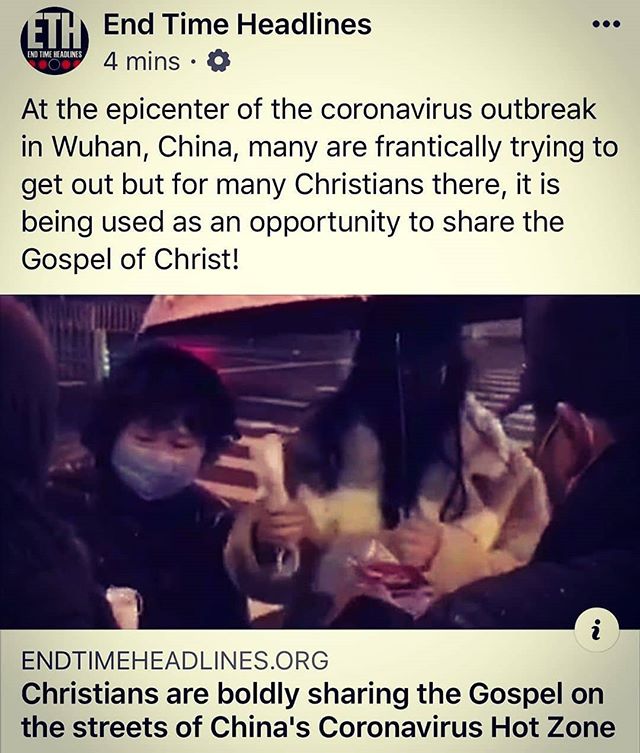 ETH
END TIME HEADLINES
End Time Headlines
4 mins ·
At the epicenter of the coronavirus outbreak
in Wuhan, China, many are frantically trying to
get out but for many Christians there, it is
being used as an opportunity to share the
Gospel of Christ!
i
ENDTIMEHEADLINES.ORG
Christians are boldly sharing the Gospel on
the streets of China's Coronavirus Hot Zone